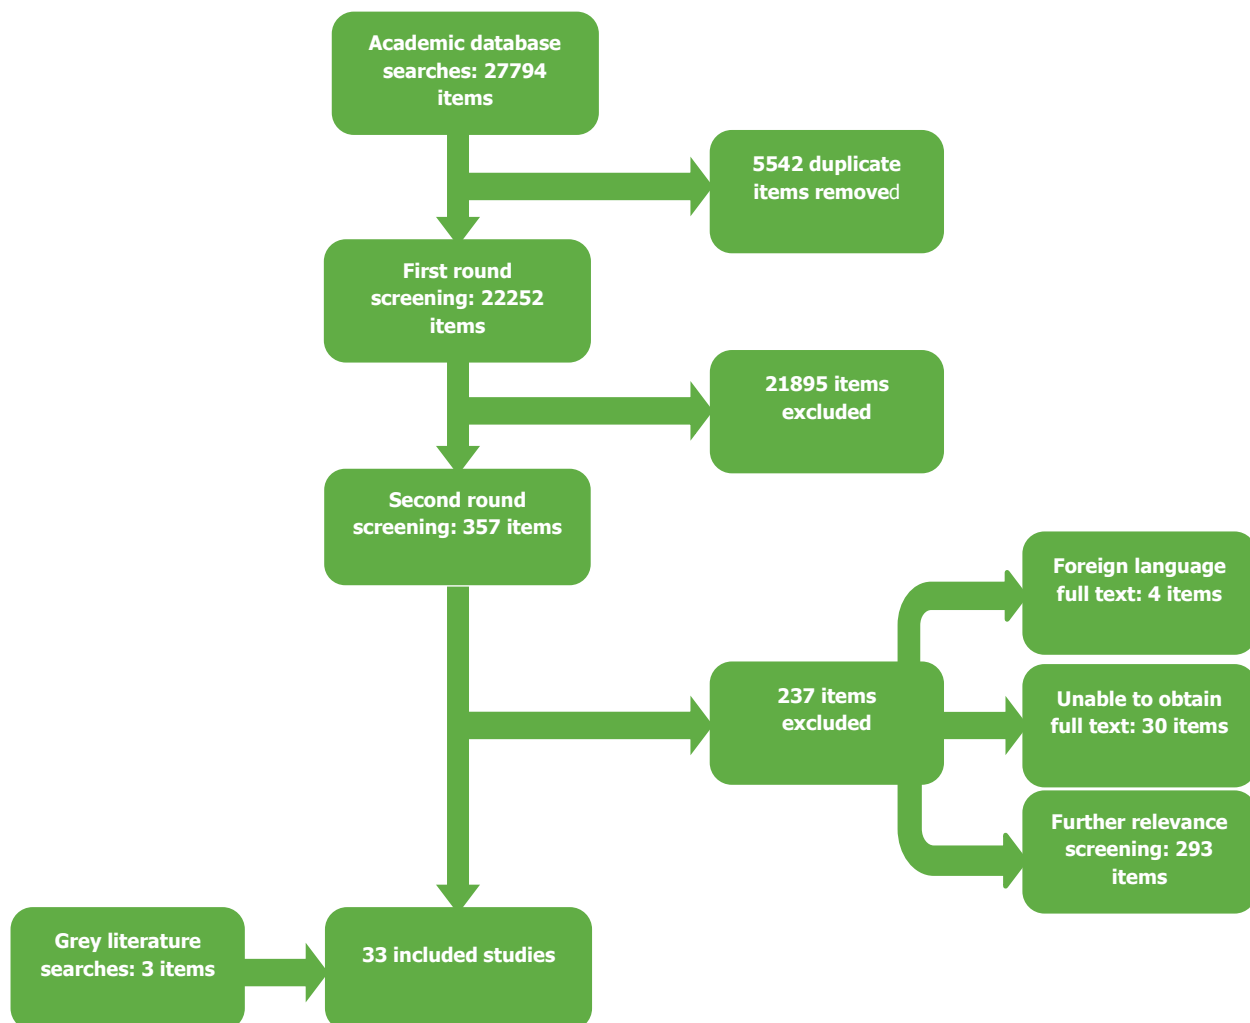 Academic database
searches: 27794
items
5542 duplicate
items removed
First round
screening: 22252
items
21895 items
excluded
Second round
screening: 357 items
Foreign language
full text: 4 items
237 items
excluded
Unable to obtain
full text: 30 items
Further relevance
screening: 293
items
Grey literature
searches: 3 items
33 included studies